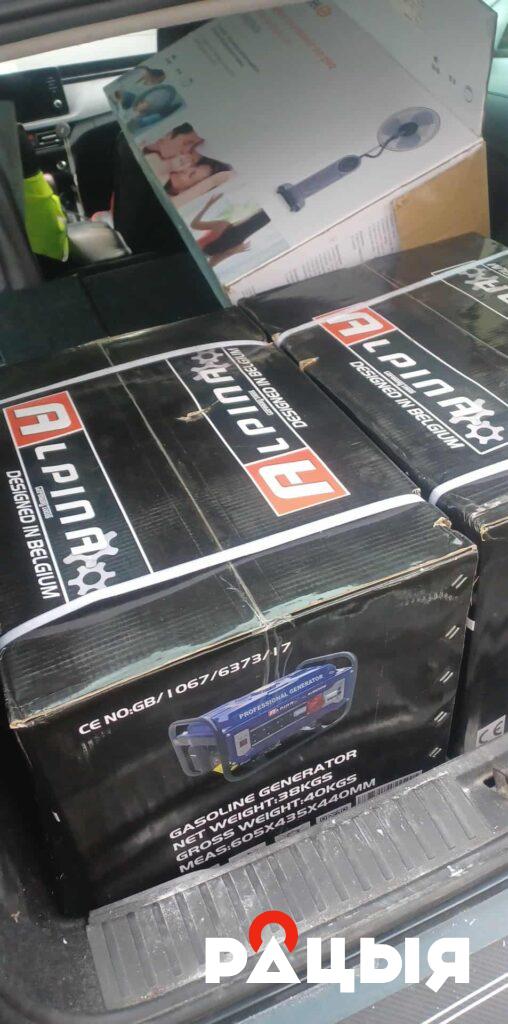 ALPINA
DESIGNED IN BELGIUM
ALPINA
DESIGNED IN BELGIUM
ALPINA
DESIGNED IN BELGIUM
CE NO:GB/1067/6373/17
PROFESSIONAL GENERATOR
GASOLINE GENERATOR
NET WEIGHT:38KGS
GROSS WEIGHT:40KGS
MEAS:605X435X440MM
CE
РАЦЫЯ